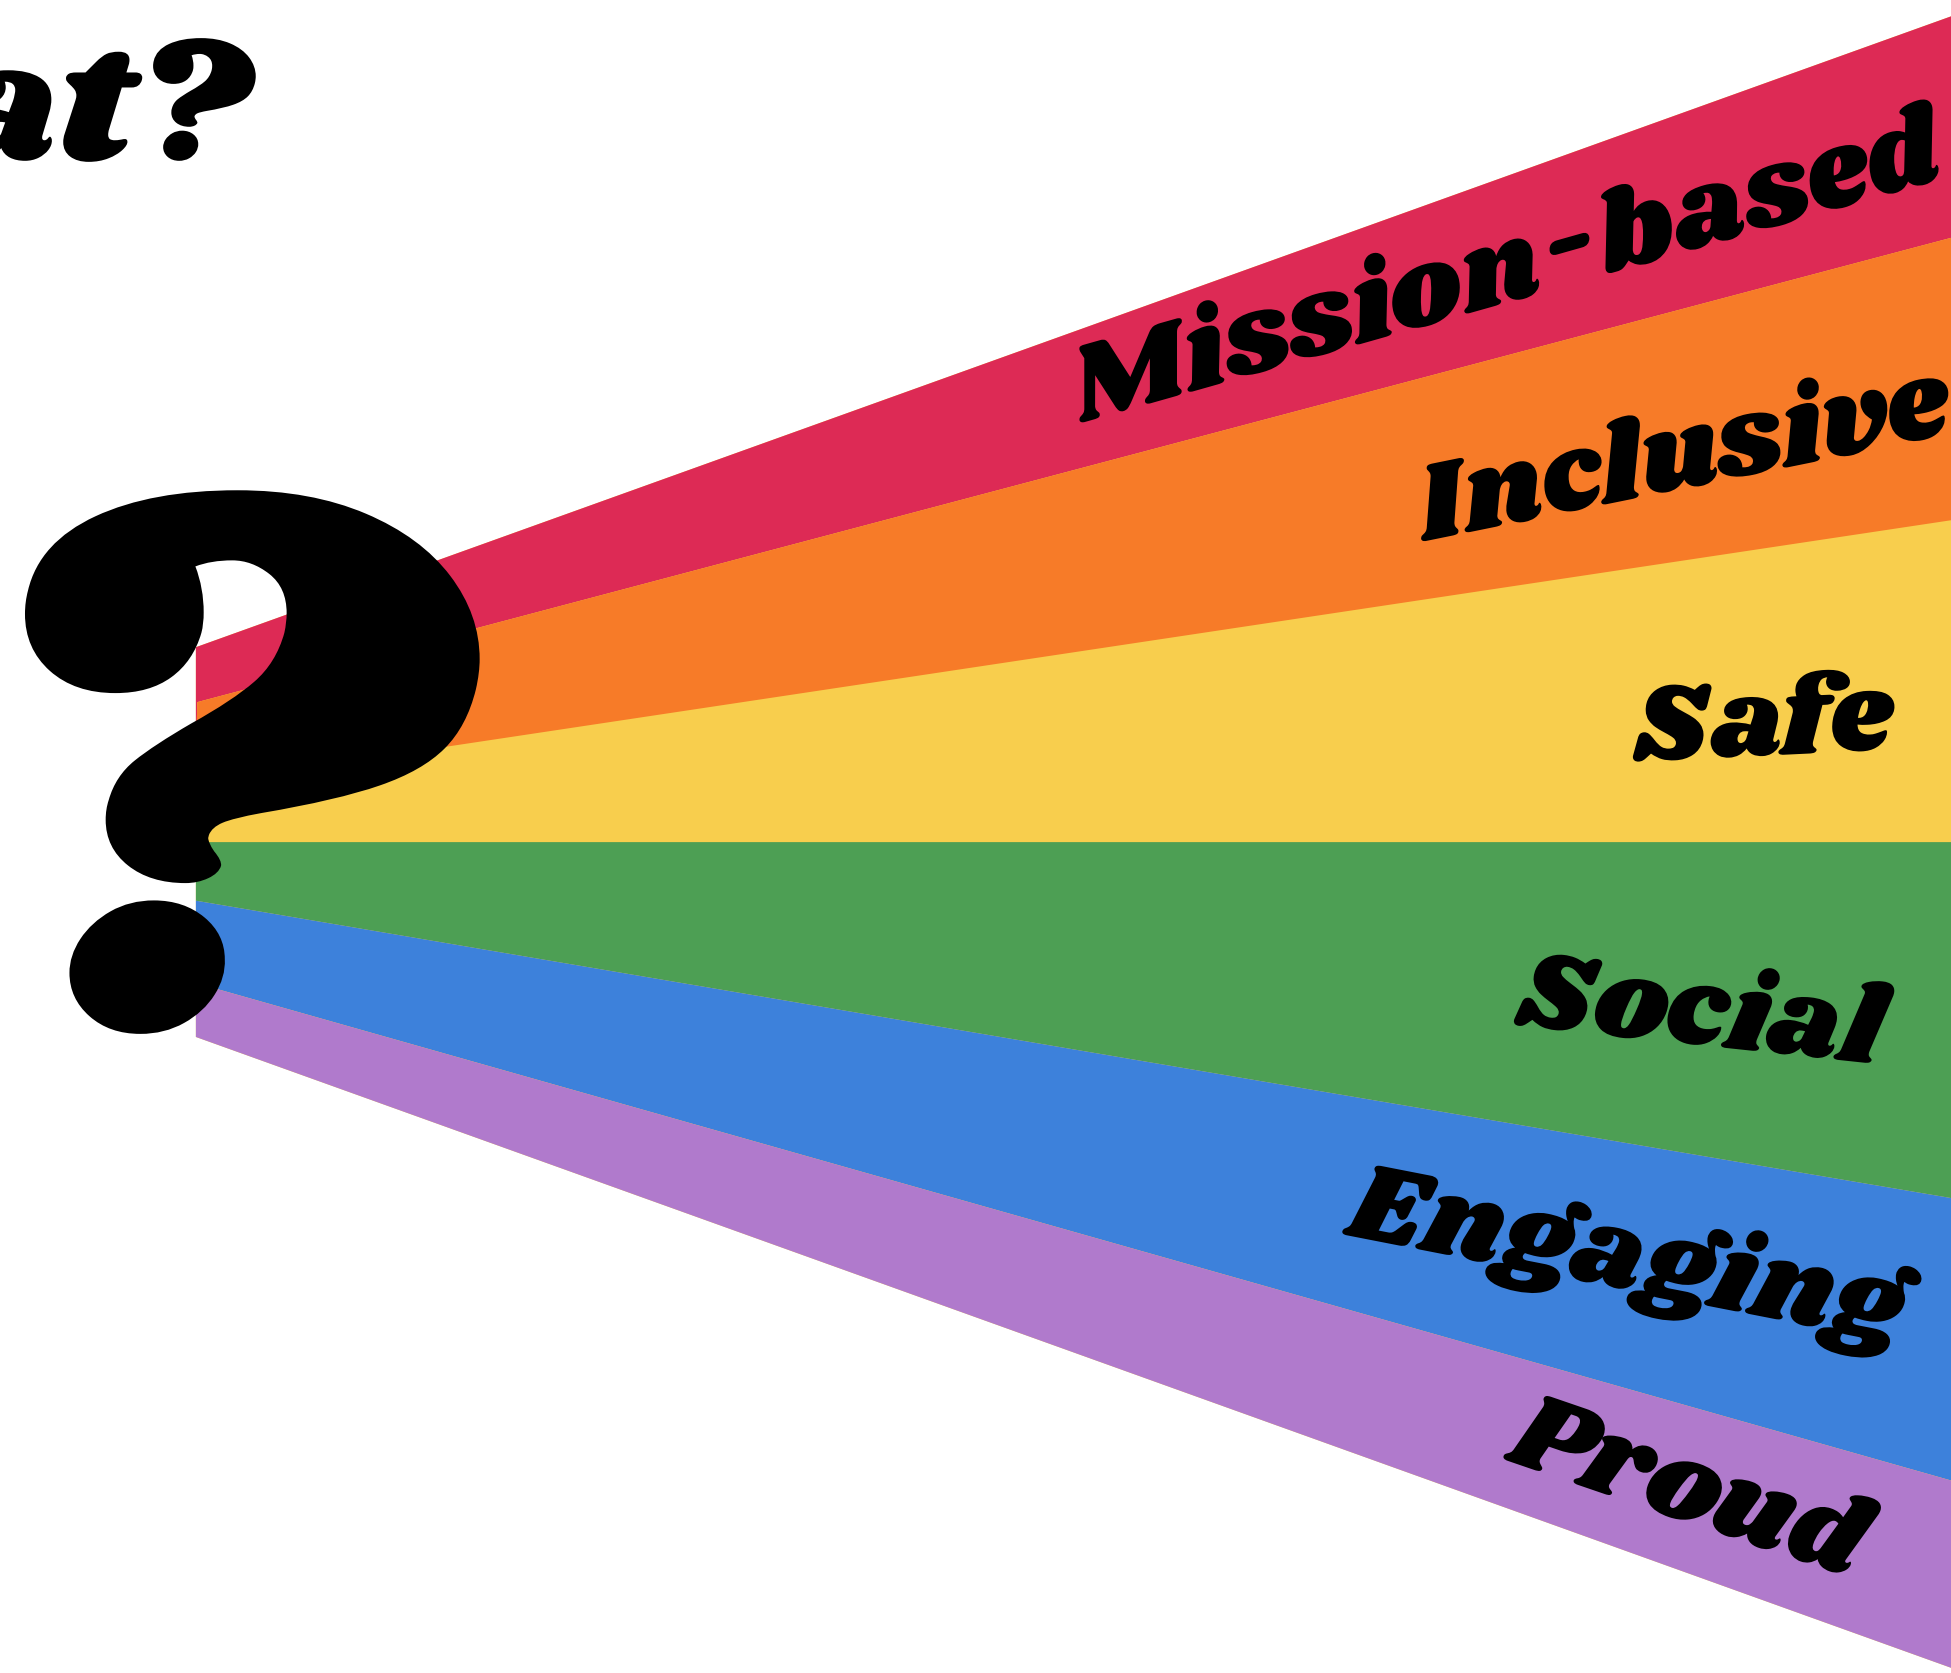 at?
Mission-based
Inclusive
?
Safe
Social
Engaging
Proud